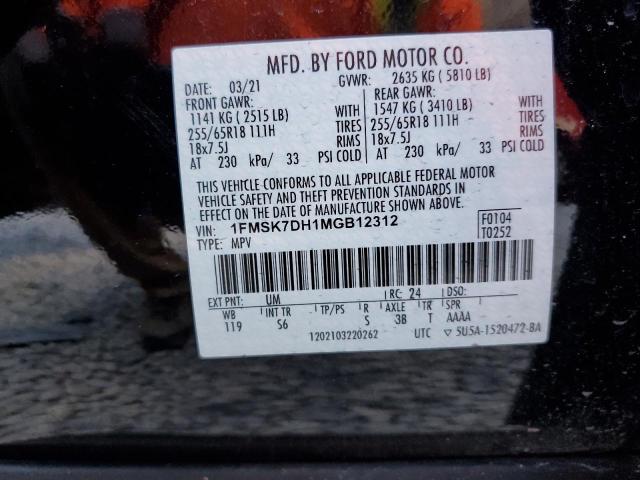 MFD. BY FORD MOTOR CO.
DATE: 03/21 GVWR: 2635 KG ( 5810 LB)
FRONT GAWR: REAR GAWR:
1141 KG ( 2515 LB) WITH 1547 KG ( 3410 LB) WITH
255/65R18 111H TIRES 255/65R18 111H TIRES
18x7.5J RIMS 18x7.5J RIMS
AT 230 kPa/ 33 PSI COLD AT 230 kPa/ 33 PSI COLD
THIS VEHICLE CONFORMS TO ALL APPLICABLE FEDERAL MOTOR
VEHICLE SAFETY AND THEFT PREVENTION STANDARDS IN
EFFECT ON THE DATE OF MANUFACTURE SHOWN ABOVE.
VIN: 1FMSK7DH1MGB12312 F0104
TYPE: MPV T0252
EXT PNT: UM RC: 24 DSO:
WB INT TR TP/PS R AXLE TR SPR
119 S6 S 3B T AAAA
1202103220262 UTC ▽ 5U5A-1520472-BA